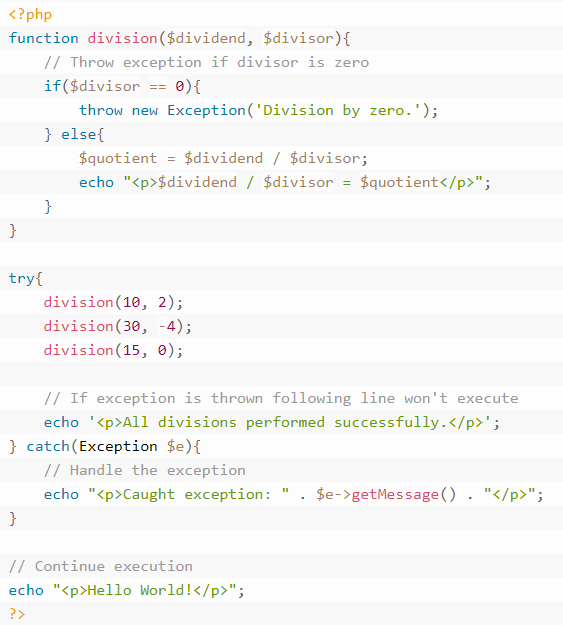 <?php
function division($dividend, $divisor){
    // Throw exception if divisor is zero
    if($divisor == 0){
        throw new Exception('Division by zero.');
    } else{
        $quotient = $dividend / $divisor;
        echo "<p>$dividend / $divisor = $quotient</p>";
    }
}

try{
    division(10, 2);
    division(30, -4);
    division(15, 0);

    // If exception is thrown following line won't execute
    echo '<p>All divisions performed successfully.</p>';
} catch(Exception $e){
    // Handle the exception
    echo "<p>Caught exception: " . $e->getMessage() . "</p>";
}

// Continue execution
echo "<p>Hello World!</p>";
?>